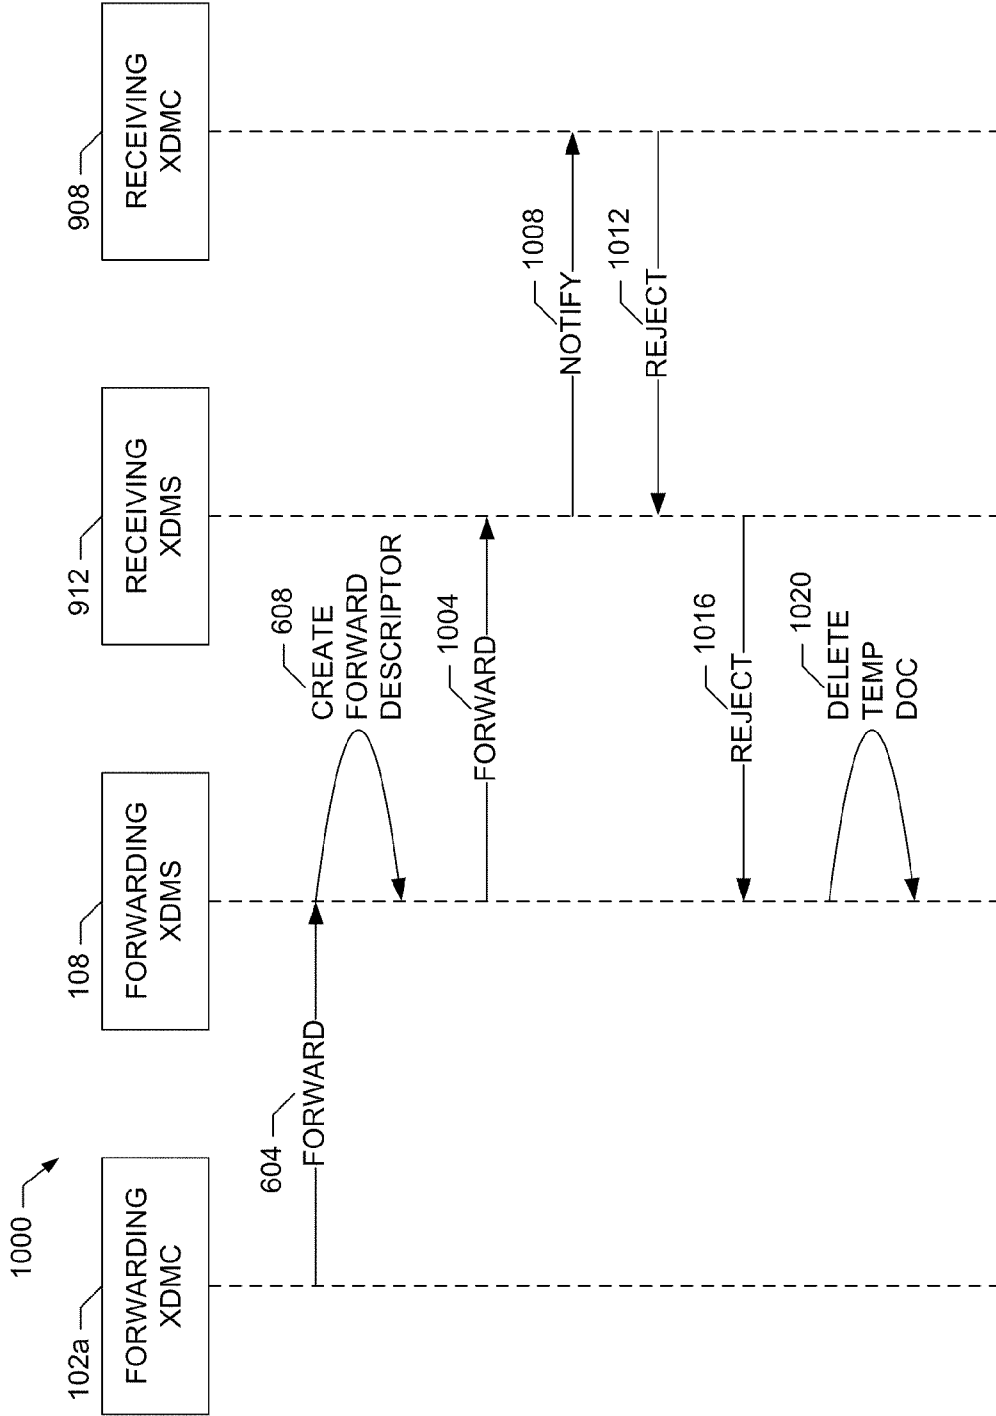 1000
102a
FORWARDING
XDMC
108
FORWARDING
XDMS
912
RECEIVING
XDMS
908
RECEIVING
XDMC
604
FORWARD
608
CREATE
FORWARD
DESCRIPTOR
1004
FORWARD
1008
NOTIFY
1012
REJECT
1016
REJECT
1020
DELETE
TEMP
DOC